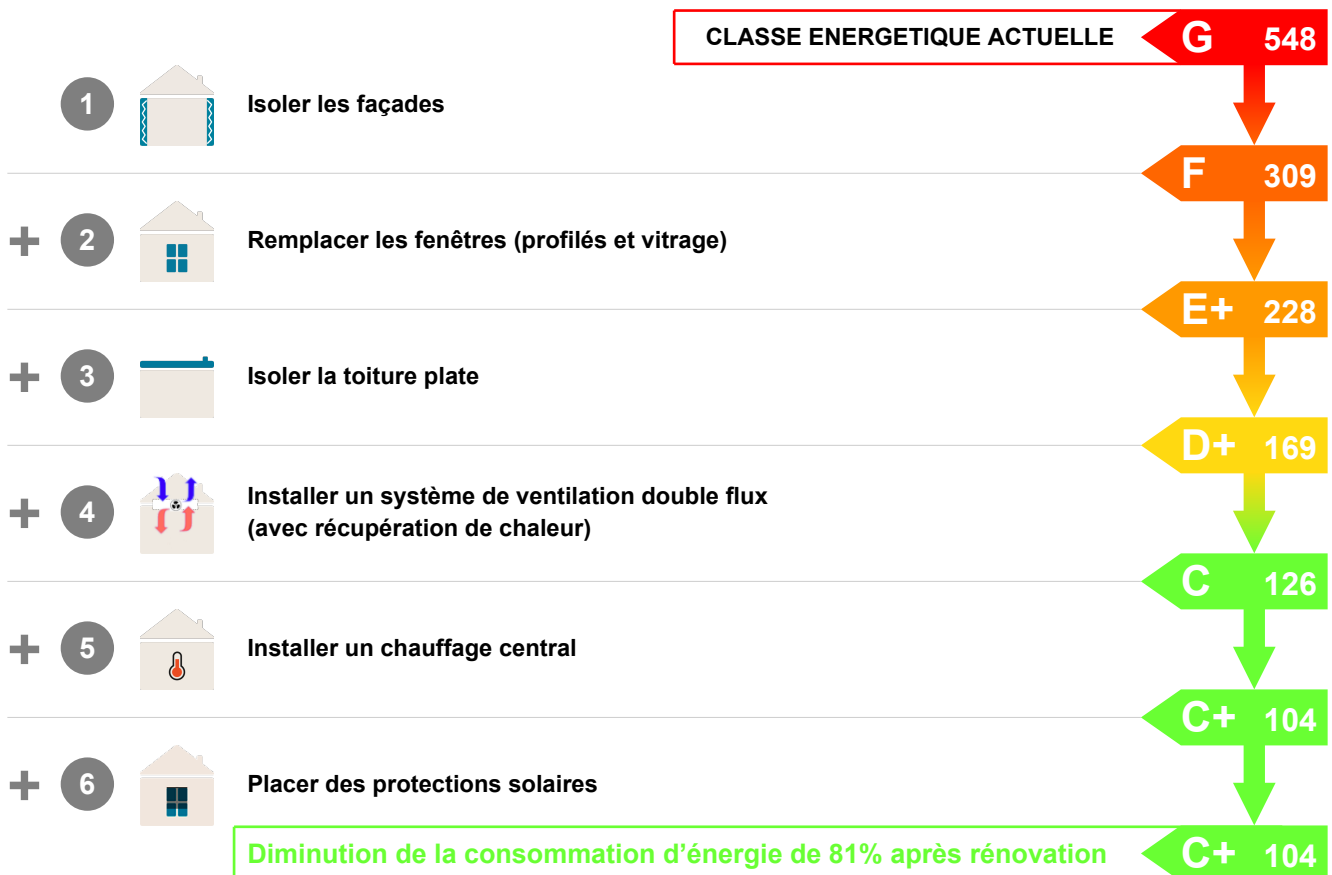 CLASSE ENERGETIQUE ACTUELLE G 548
1 Isoler les façades
F 309
+ 2 Remplacer les fenêtres (profilés et vitrage)
E+ 228
+ 3 Isoler la toiture plate
D+ 169
+ 4 Installer un système de ventilation double flux
(avec récupération de chaleur)
C 126
+ 5 Installer un chauffage central
C+ 104
+ 6 Placer des protections solaires
Diminution de la consommation d’énergie de 81% après rénovation C+ 104